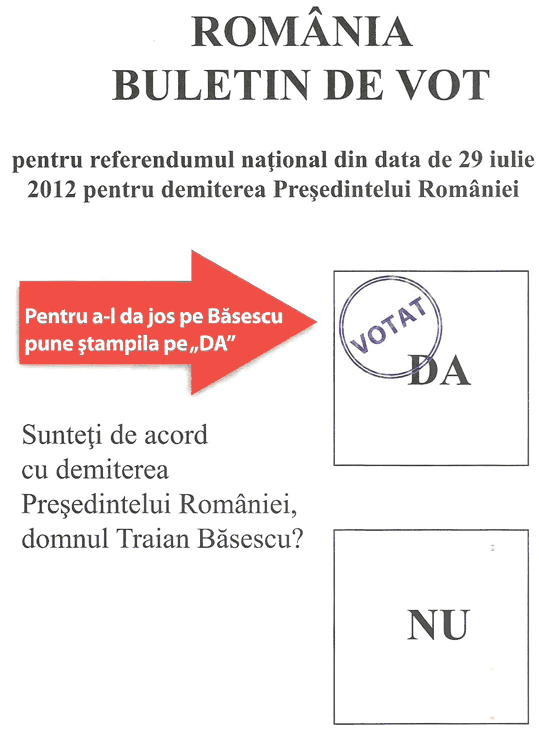 ROMÂNIA
BULETIN DE VOT
pentru referendumul naţional din data de 29 iulie
2012 pentru demiterea Preşedintelui României
Pentru a-l da jos pe Băsescu
pune ştampila pe „DA”
VOTAT
DA
Sunteţi de acord
cu demiterea
Preşedintelui României,
domnul Traian Băsescu?
NU